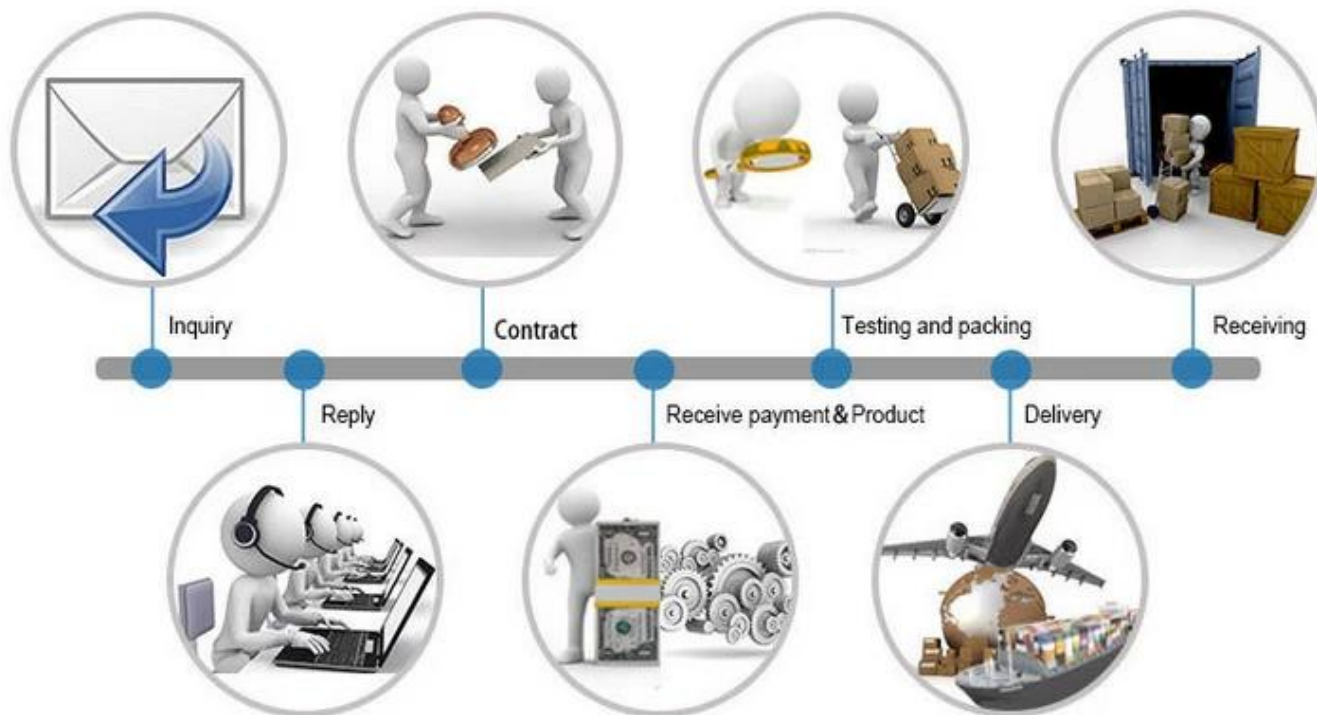 Inquiry
Contract
Testing and packing
Receiving
Reply
Receive payment&Product
Delivery